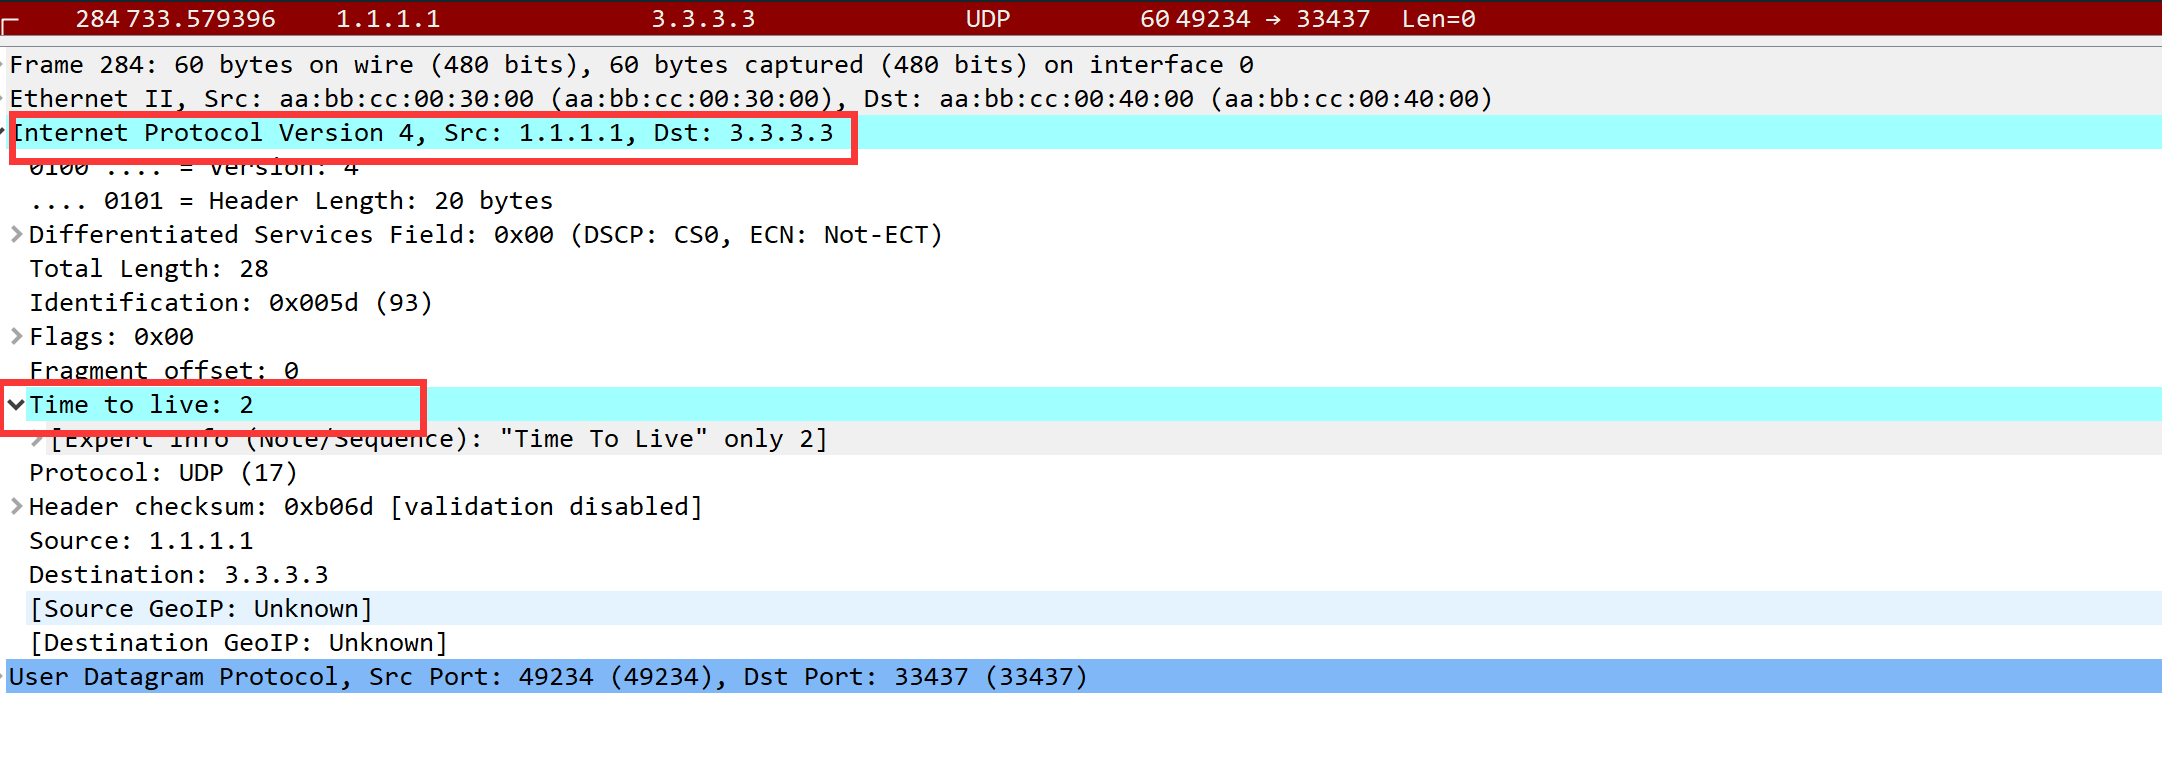 284 733.579396 1.1.1.1 3.3.3.3 UDP 60 49234 → 33437 Len=0
Frame 284: 60 bytes on wire (480 bits), 60 bytes captured (480 bits) on interface 0
Ethernet II, Src: aa:bb:cc:00:30:00 (aa:bb:cc:00:30:00), Dst: aa:bb:cc:00:40:00 (aa:bb:cc:00:40:00)
Internet Protocol Version 4, Src: 1.1.1.1, Dst: 3.3.3.3
0100 .... = Version: 4
.... 0101 = Header Length: 20 bytes
Differentiated Services Field: 0x00 (DSCP: CS0, ECN: Not-ECT)
Total Length: 28
Identification: 0x005d (93)
Flags: 0x00
Fragment offset: 0
Time to live: 2
[Expert Info (Note/Sequence): "Time To Live" only 2]
Protocol: UDP (17)
Header checksum: 0xb06d [validation disabled]
Source: 1.1.1.1
Destination: 3.3.3.3
[Source GeoIP: Unknown]
[Destination GeoIP: Unknown]
User Datagram Protocol, Src Port: 49234 (49234), Dst Port: 33437 (33437)